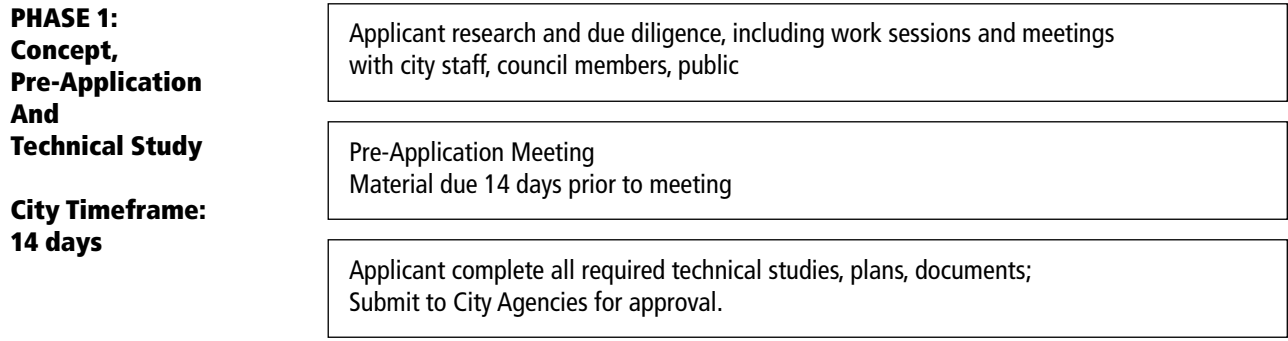 PHASE 1:
Concept,
Pre-Application
And
Technical Study
City Timeframe:
14 days
Applicant research and due diligence, including work sessions and meetings
with city staff, council members, public
Pre-Application Meeting
Material due 14 days prior to meeting
Applicant complete all required technical studies, plans, documents;
Submit to City Agencies for approval.